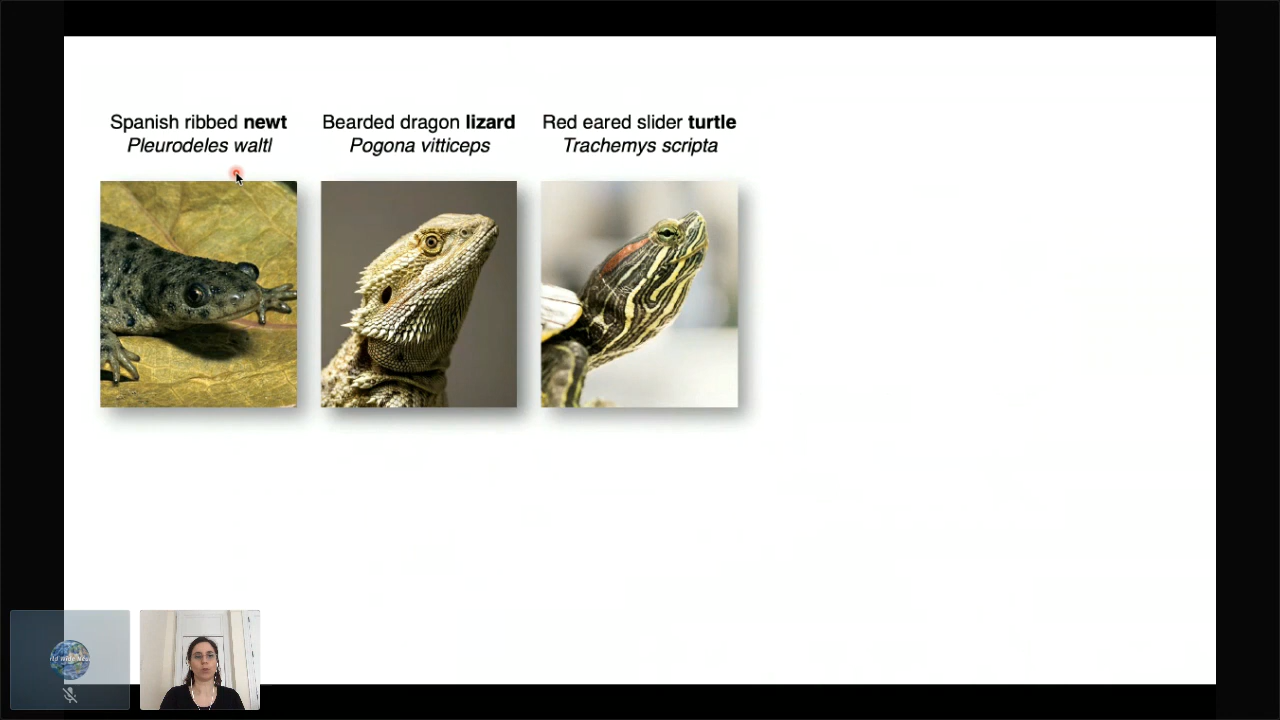 Spanish ribbed newt
Pleurodeles waltl
Bearded dragon lizard
Pogona vitticeps
Red eared slider turtle
Trachemys scripta